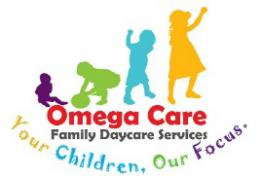 Omega Care
Family Daycare Services
Your Children, Our Focus.